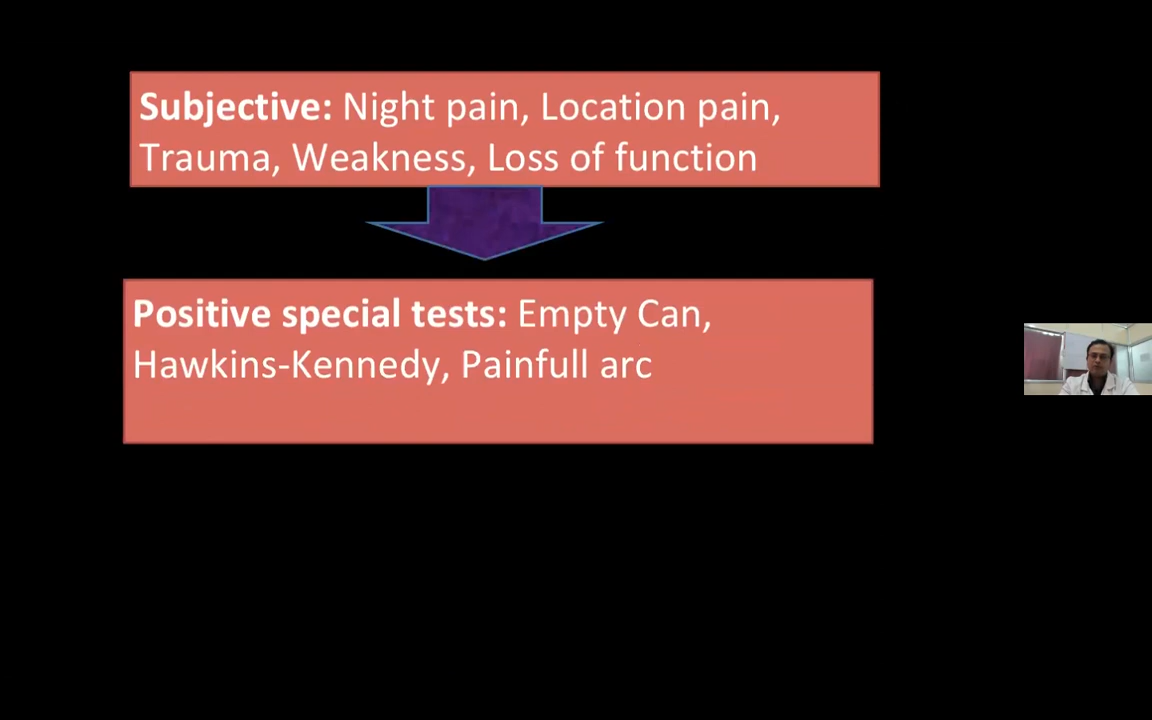 Subjective: Night pain, Location pain,
Trauma, Weakness, Loss of function
Positive special tests: Empty Can,
Hawkins-Kennedy, Painfull arc